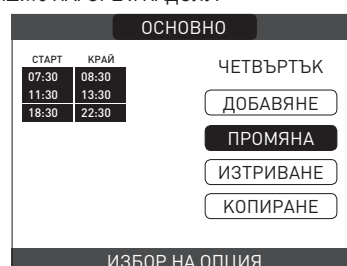 ОСНОВНО
СТАРТ КРАЙ
07:30 08:30
11:30 13:30
18:30 22:30
ЧЕТВЪРТЪК
ДОБАВЯНЕ
ПРОМЯНА
ИЗТРИВАНЕ
КОПИРАНЕ
ИЗБОР НА ОПЦИЯ